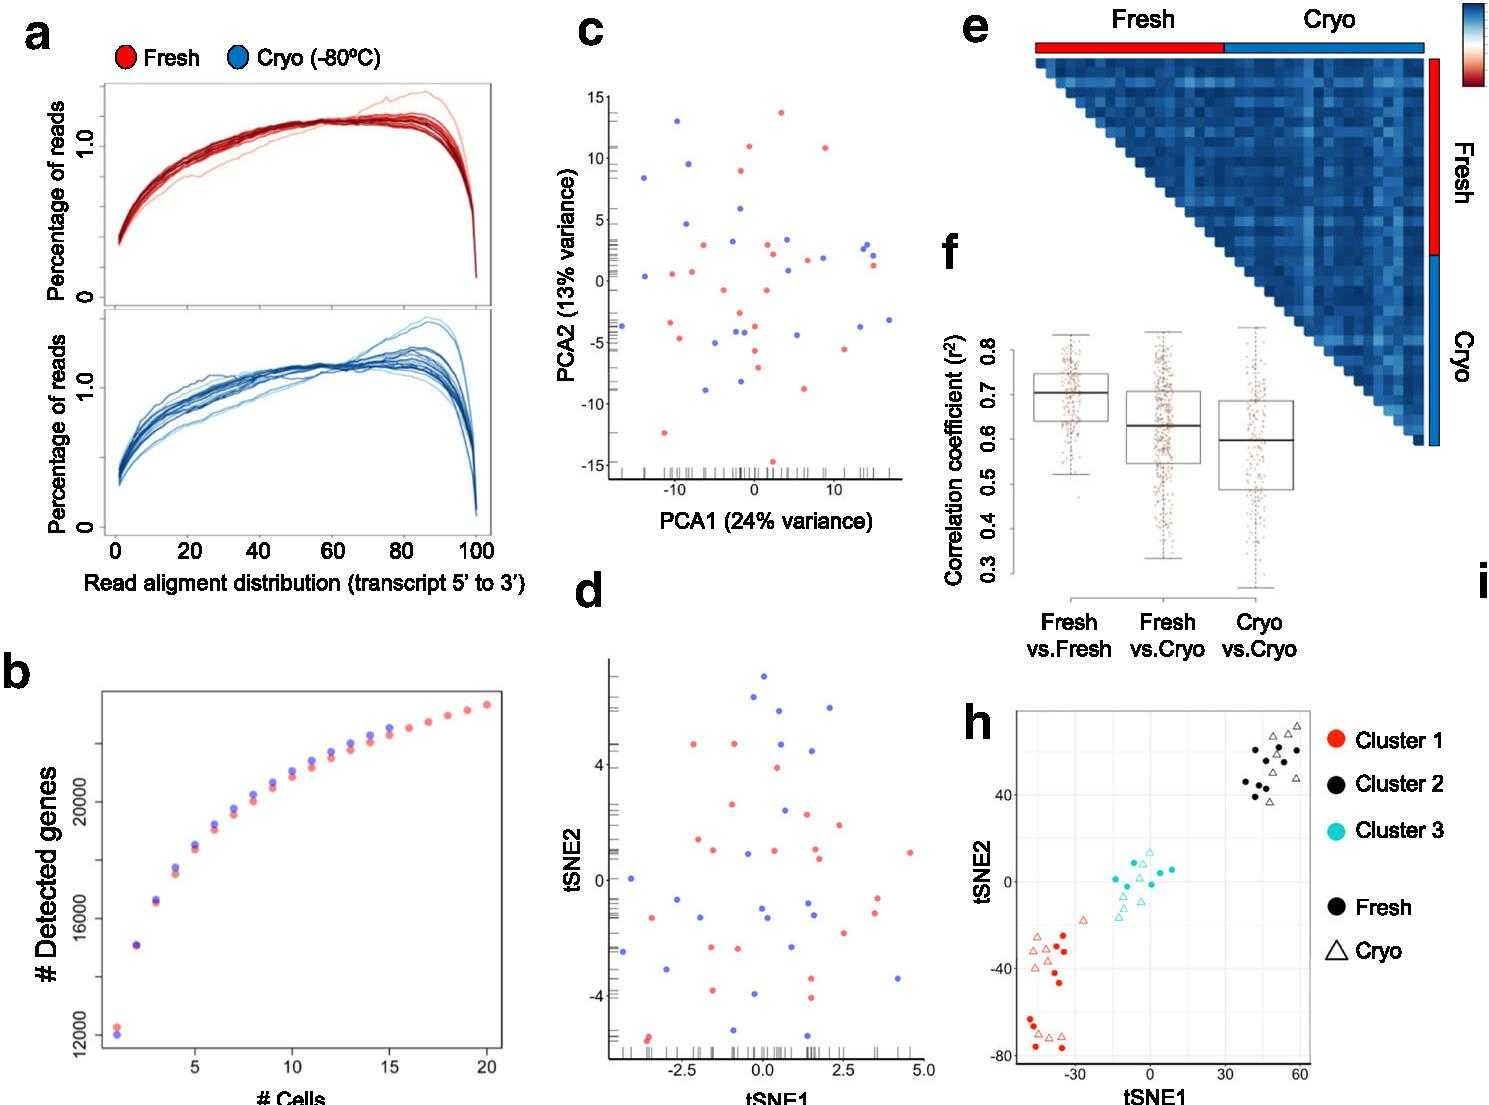 a
Fresh
Cryo (-80ºC)
Percentage of reads
1.0
0
Percentage of reads
1.0
0
0 20 40 60 80 100
Read aligment distribution (transcript 5’ to 3’)
b
# Detected genes
20000
16000
12000
5 10 15 20
# Cells
c
PCA2 (13% variance)
15
10
5
0
-5
-10
-15
-10 0 10
PCA1 (24% variance)
d
tSNE2
4
0
-4
-2.5 0.0 2.5 5.0
tSNE1
e
Fresh Cryo
Fresh
Cryo
f
Correlation coefficient (r²)
0.8
0.7
0.6
0.5
0.4
0.3
Fresh
vs.Fresh
Fresh
vs.Cryo
Cryo
vs.Cryo
i
h
tSNE2
40
0
-40
-80
-30 0 30 60
tSNE1
Cluster 1
Cluster 2
Cluster 3
Fresh
Cryo